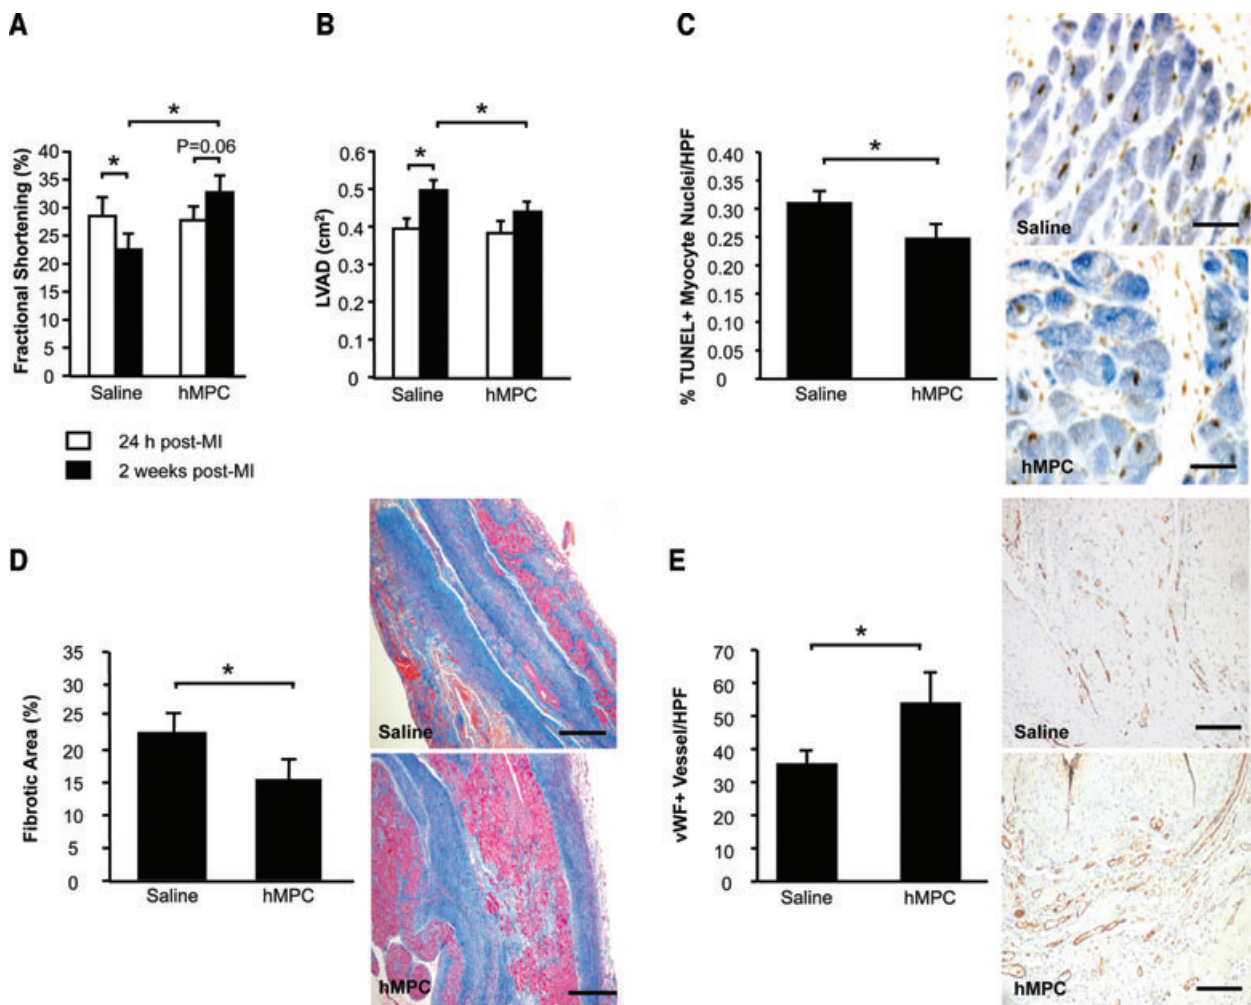 A
Fractional Shortening (%)
40
35
30
25
20
15
10
5
0
*
*
P=0.06
Saline
hMPC
24 h post-MI
2 weeks post-MI
B
LVAD (cm²)
0.6
0.5
0.4
0.3
0.2
0.1
0
*
*
Saline
hMPC
C
% TUNEL+ Myocyte Nuclei/HPF
0.40
0.35
0.30
0.25
0.20
0.15
0.10
0.05
0
*
Saline
hMPC
Saline
hMPC
D
Fibrotic Area (%)
35
30
25
20
15
10
5
0
*
Saline
hMPC
Saline
hMPC
E
vWF+ Vessel/HPF
70
60
50
40
30
20
10
0
*
Saline
hMPC
Saline
hMPC